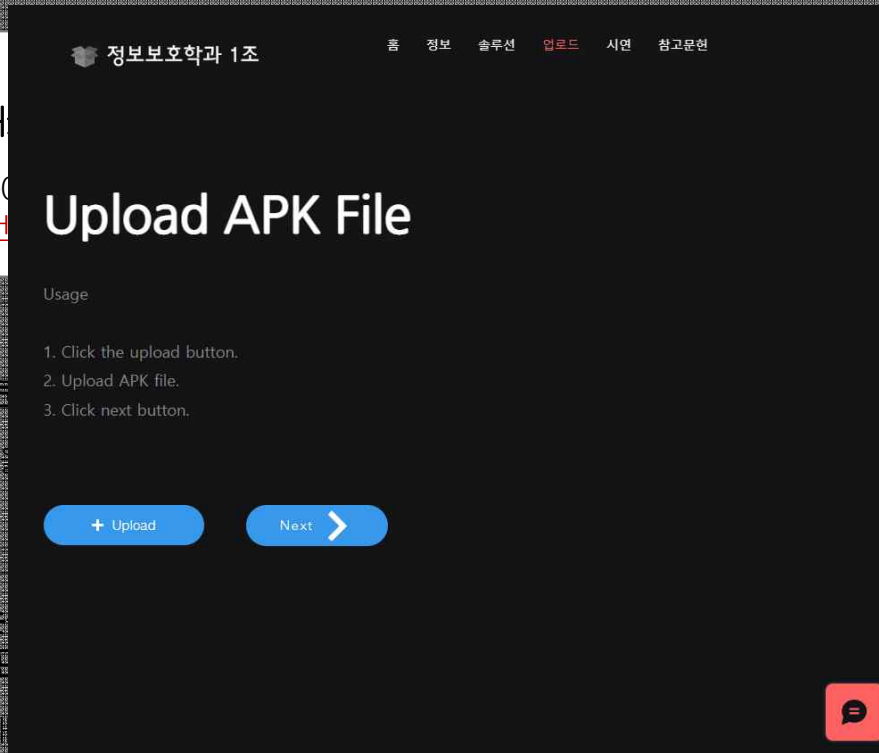 정보보호학과 1조
홈 정보 솔루션 업로드 시연 참고문헌
Upload APK File
Usage
1. Click the upload button.
2. Upload APK file.
3. Click next button.
+ Upload
Next